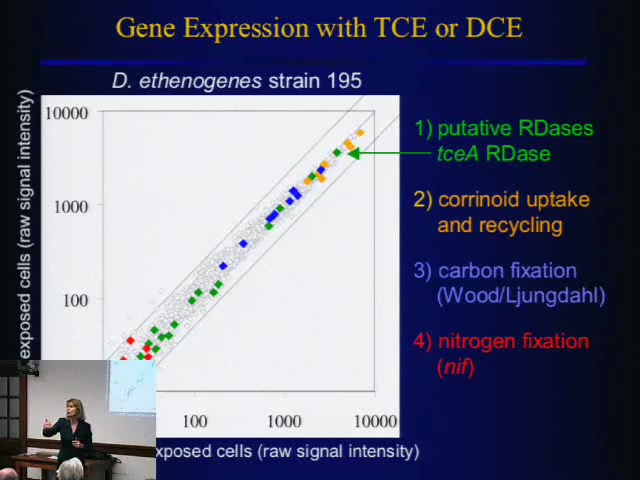 Gene Expression with TCE or DCE
D. ethenogenes strain 195
exposed cells (raw signal intensity)
10000
1000
100
100
1000
10000
exposed cells (raw signal intensity)
1) putative RDases
tceA RDase
2) corrinoid uptake
and recycling
3) carbon fixation
(Wood/Ljungdahl)
4) nitrogen fixation
(nif)